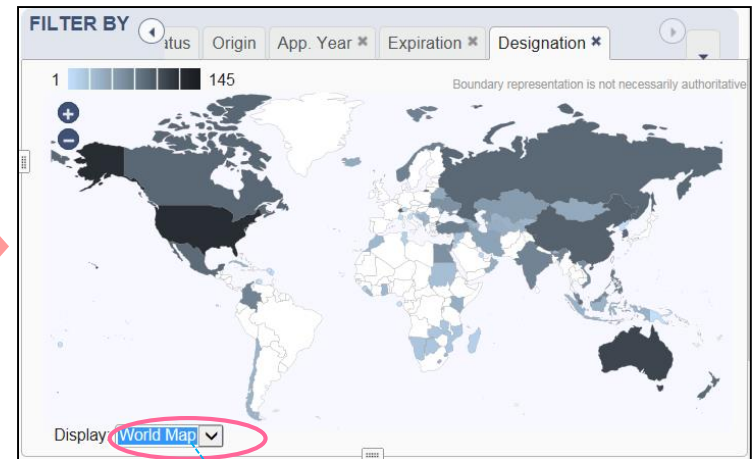 FILTER BY
atus Origin App. Year × Expiration × Designation ×
1 145
Boundary representation is not necessarily authoritative
Display: World Map